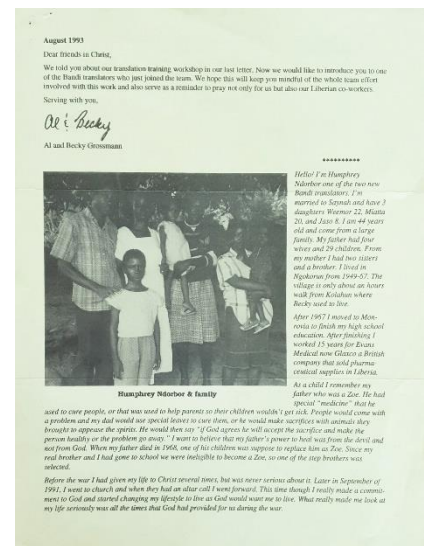 August 1993
Dear friends in Christ,
We told you about our translation training workshop in our last letter. Now we would like to introduce you to one
of the Bandi translators who just joined the team. We hope this will keep you mindful of the whole team effort
involved with this work and also serve as a reminder to pray not only for us but also our Liberian co-workers.
Serving with you,
Al & Becky
Al and Becky Grossmann
**********
Hello! I'm Humphrey
Ndorbor one of the two new
Bandi translators. I'm
married to Saynah and have 3
daughters Weemor 22, Miatta
20, and Jazo 8. I am 44 years
old and come from a large
family. My father had four
wives and 29 children. From
my mother I had two sisters
and a brother. I lived in
Ngokorun from 1949-67. The
village is only about an hours
walk from Kolahun where
Becky used to live.
After 1967 I moved to Mon-
rovia to finish my high school
education. After finishing I
worked 15 years for Evans
Medical now Glaxco a British
company that sold pharma-
ceutical supplies in Liberia.
As a child I remember my
father who was a Zoe. He had
special "medicine" that he
Humphrey Ndorbor & family
used to cure people, or that was used to help parents so their children wouldn't get sick. People would come with
a problem and my dad would use special leaves to cure them, or he would make sacrifices with animals they
brought to appease the spirits. He would then say "if God agrees he will accept the sacrifice and make the
person healthy or the problem go away." I want to believe that my father's power to heal was from the devil and
not from God. When my father died in 1968, one of his children was suppose to replace him as Zoe. Since my
real brother and I had gone to school we were ineligible to become a Zoe, so one of the step brothers was
selected.
Before the war I had given my life to Christ several times, but was never serious about it. Later in September of
1991, I went to church and when they had an altar call I went forward. This time though I really made a commit-
ment to God and started changing my lifestyle to live as God would want me to live. What really made me look at
my life seriously was all the times that God had provided for us during the war.